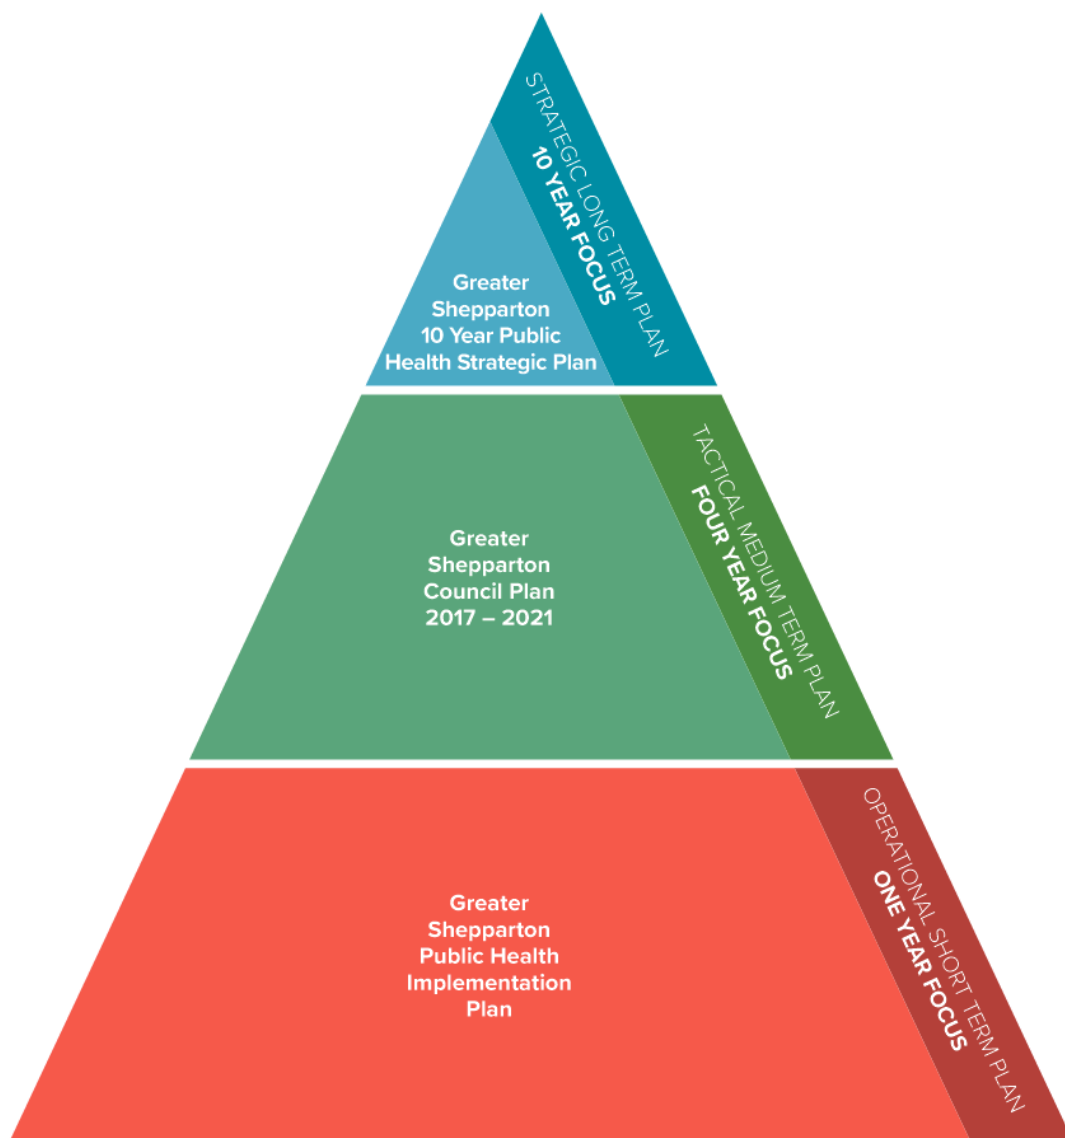 STRATEGIC LONG TERM PLAN
10 YEAR FOCUS
Greater
Shepparton
10 Year Public
Health Strategic Plan
TACTICAL MEDIUM TERM PLAN
FOUR YEAR FOCUS
Greater
Shepparton
Council Plan
2017 – 2021
OPERATIONAL SHORT TERM PLAN
ONE YEAR FOCUS
Greater
Shepparton
Public Health
Implementation
Plan